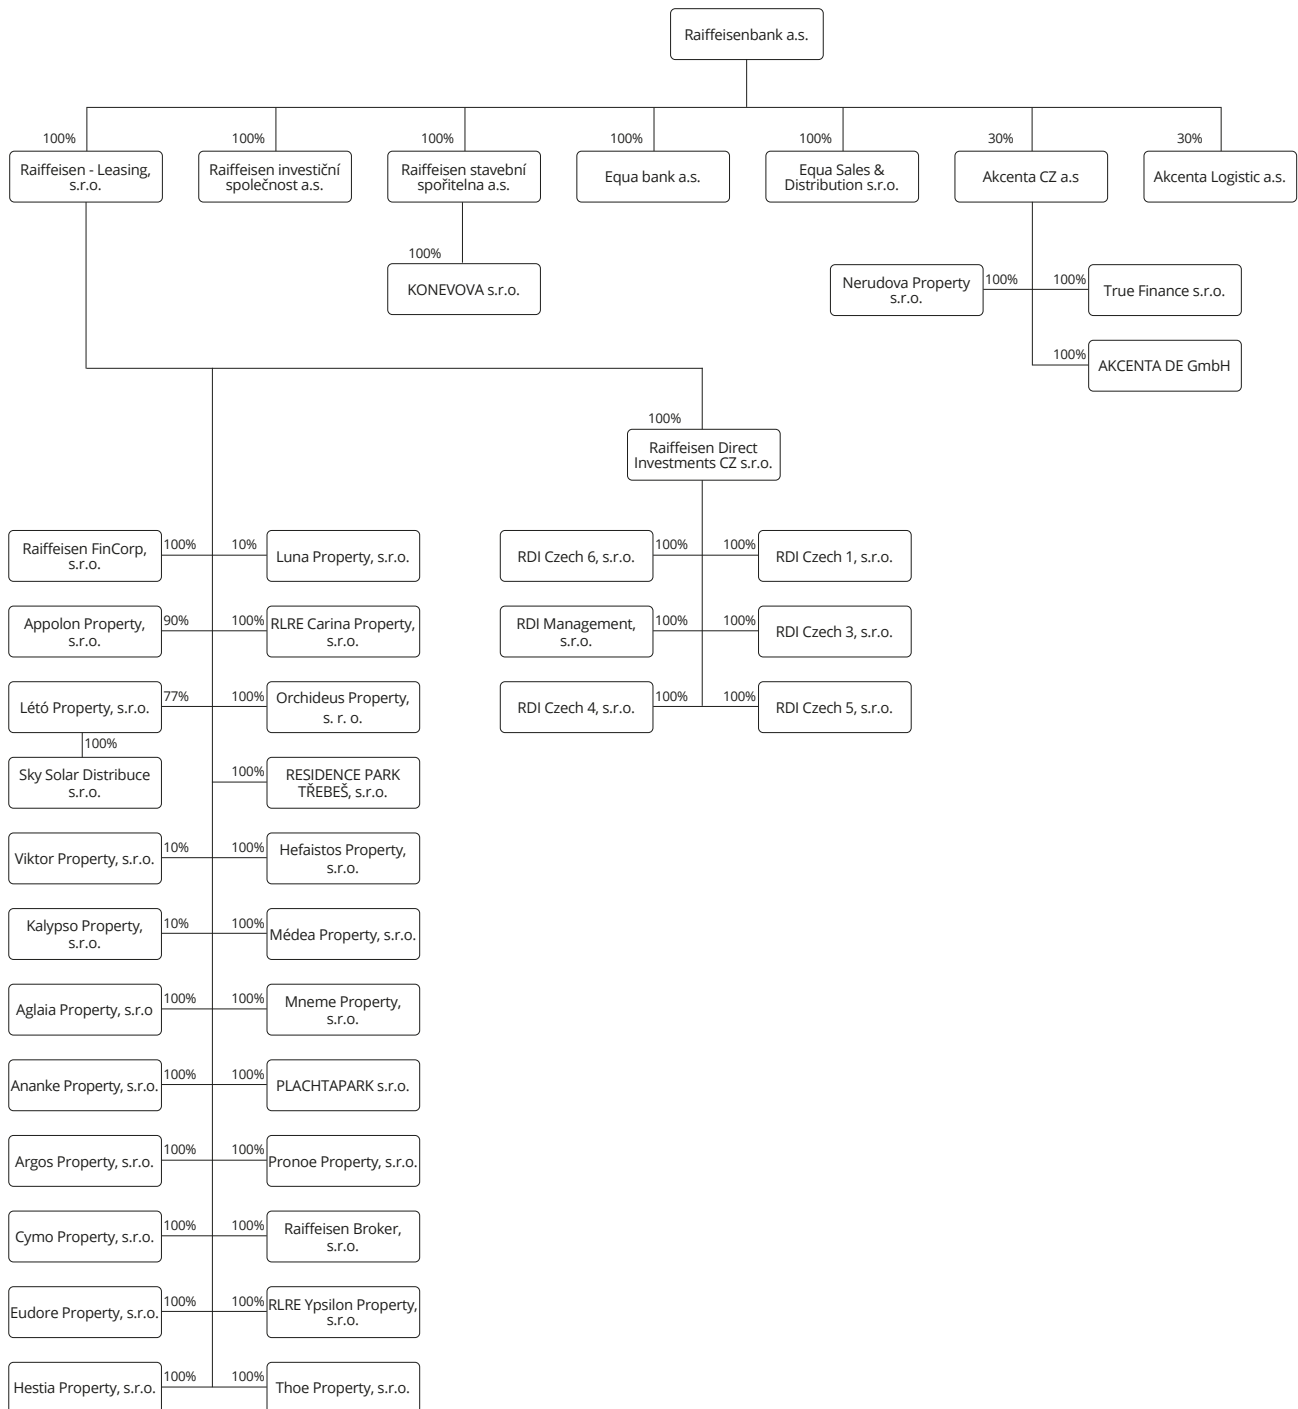 Raiffeisenbank a.s.
100%
100%
100%
100%
100%
30%
30%
Raiffeisen - Leasing,
s.r.o.
Raiffeisen investiční
společnost a.s.
Raiffeisen stavební
spořitelna a.s.
Equa bank a.s.
Equa Sales &
Distribution s.r.o.
Akcenta CZ a.s
Akcenta Logistic a.s.
100%
KONEVOVA s.r.o.
Nerudova Property
s.r.o.
100%
100%
True Finance s.r.o.
100%
AKCENTA DE GmbH
100%
Raiffeisen Direct
Investments CZ s.r.o.
Raiffeisen FinCorp,
s.r.o.
100%
10%
Luna Property, s.r.o.
RDI Czech 6, s.r.o.
100%
100%
RDI Czech 1, s.r.o.
Appolon Property,
s.r.o.
90%
100%
RLRE Carina Property,
s.r.o.
RDI Management,
s.r.o.
100%
100%
RDI Czech 3, s.r.o.
Létó Property, s.r.o.
77%
100%
Orchideus Property,
s. r. o.
RDI Czech 4, s.r.o.
100%
100%
RDI Czech 5, s.r.o.
100%
Sky Solar Distribuce
s.r.o.
100%
RESIDENCE PARK
TŘEBEŠ, s.r.o.
Viktor Property, s.r.o.
10%
100%
Hefaistos Property,
s.r.o.
Kalypso Property,
s.r.o.
10%
100%
Médea Property, s.r.o.
Aglaia Property, s.r.o
100%
100%
Mneme Property,
s.r.o.
Ananke Property, s.r.o.
100%
100%
PLACHTAPARK s.r.o.
Argos Property, s.r.o.
100%
100%
Pronoe Property, s.r.o.
Cymo Property, s.r.o.
100%
100%
Raiffeisen Broker,
s.r.o.
Eudore Property, s.r.o.
100%
100%
RLRE Ypsilon Property,
s.r.o.
Hestia Property, s.r.o.
100%
100%
Thoe Property, s.r.o.